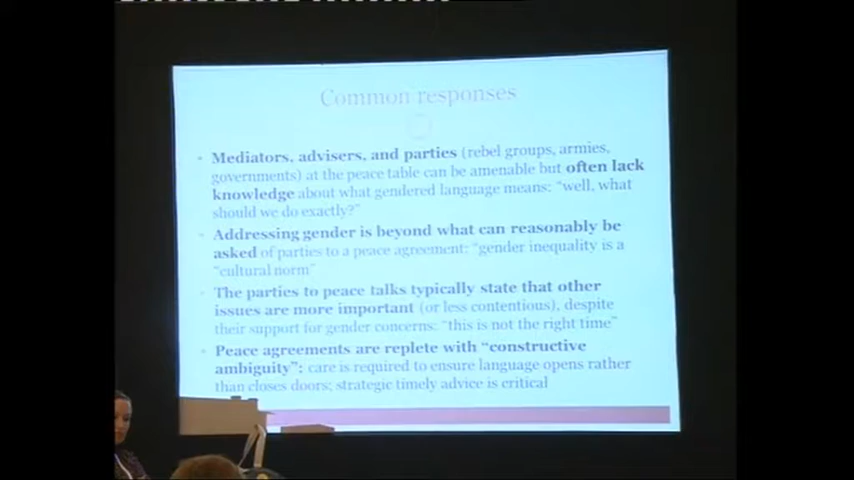 Common responses
• Mediators, advisers, and parties (rebel groups, armies,
governments) at the peace table can be amenable but often lack
knowledge about what gendered language means: "well, what
should we do exactly?"
• Addressing gender is beyond what can reasonably be
asked of parties to a peace agreement: "gender inequality is a
"cultural norm"
• The parties to peace talks typically state that other
issues are more important (or less contentious), despite
their support for gender concerns: "this is not the right time"
• Peace agreements are replete with "constructive
ambiguity": care is required to ensure language opens rather
than closes doors; strategic timely advice is critical